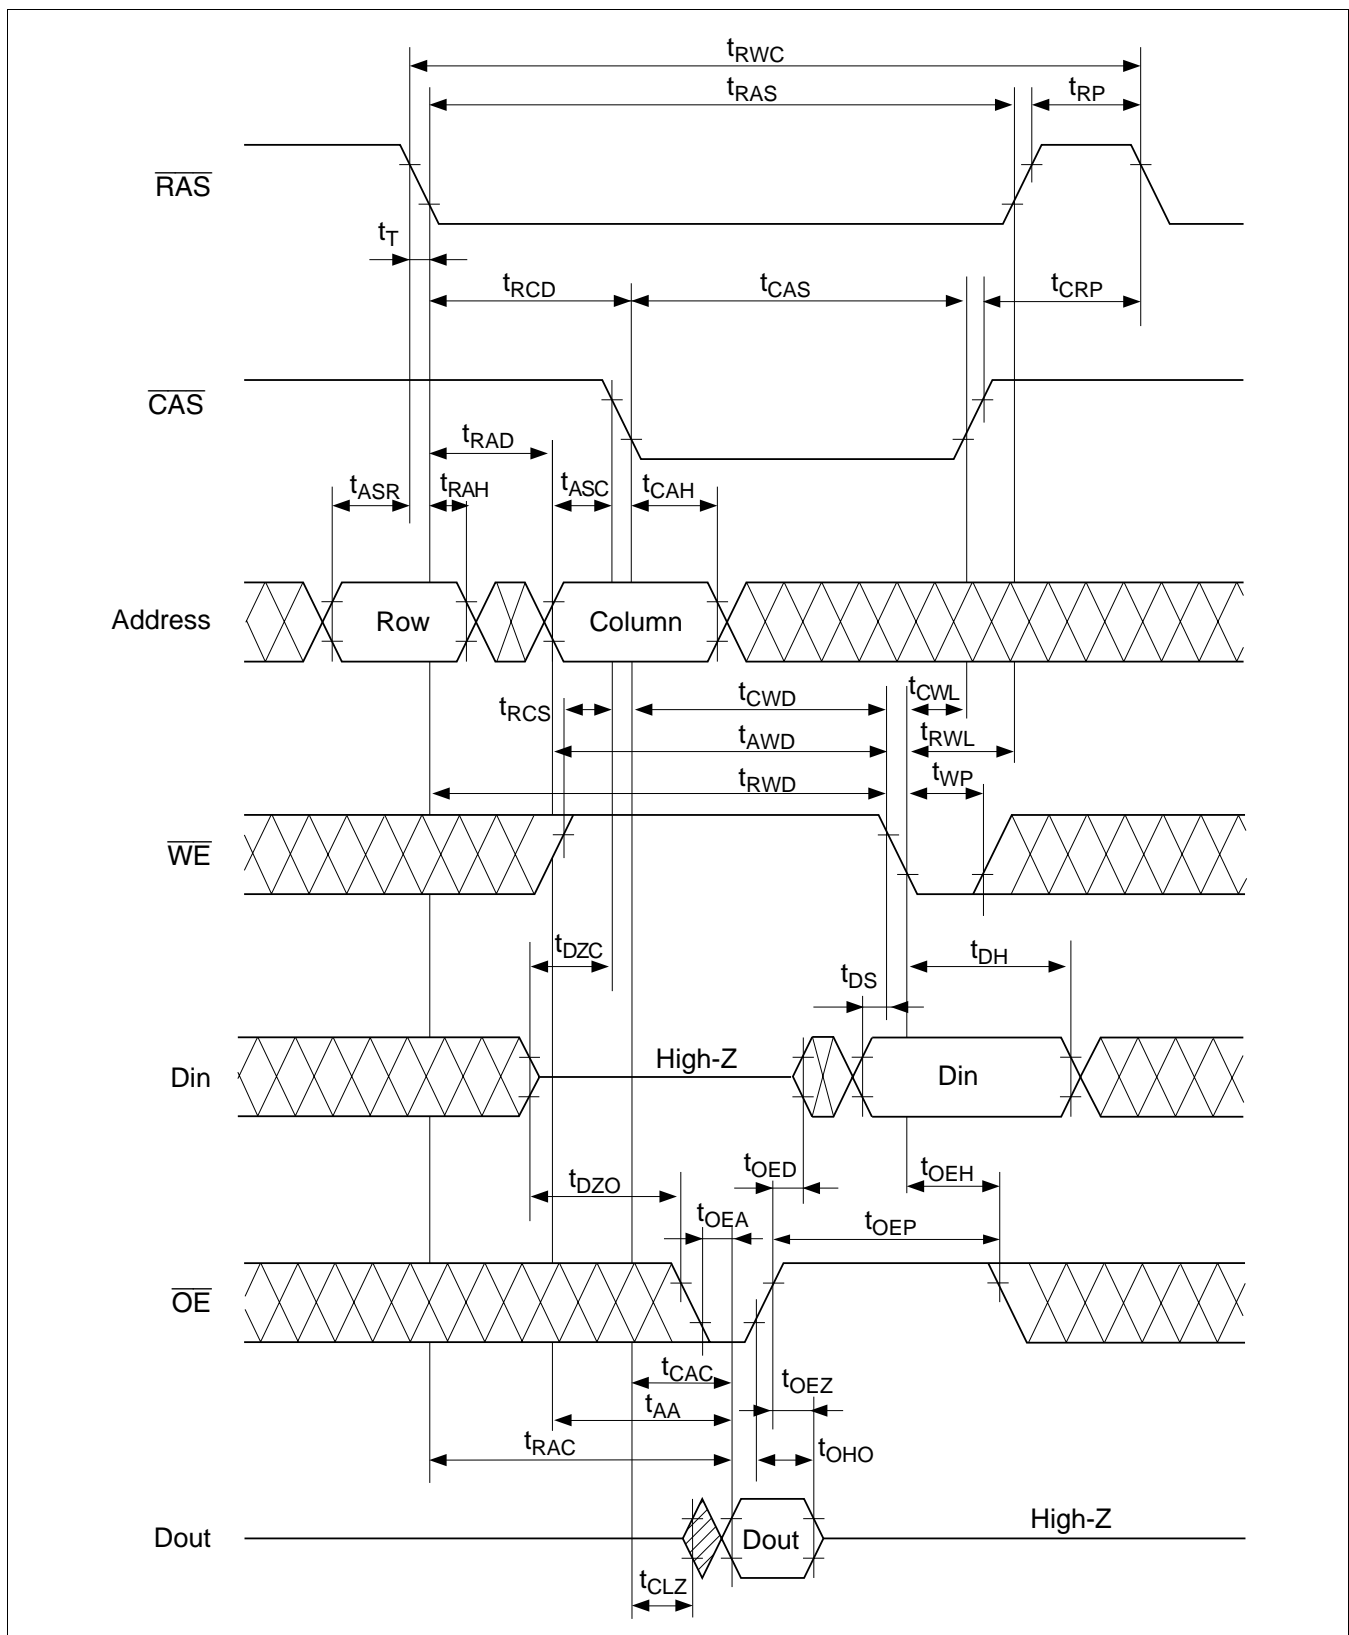 tRWC
tRAS
tRP
RAS
tT
tRCD
tCAS
tCRP
CAS
tRAD
tASR
tRAH
tASC
tCAH
Address
Row
Column
tRCS
tCWD
tCWL
tAWD
tRWL
tRWD
tWP
WE
tDZC
tDS
tDH
Din
High-Z
Din
tDZO
tOED
tOEH
tOEA
tOEP
OE
tCAC
tOEZ
tAA
tRAC
tOHO
Dout
Dout
High-Z
tCLZ